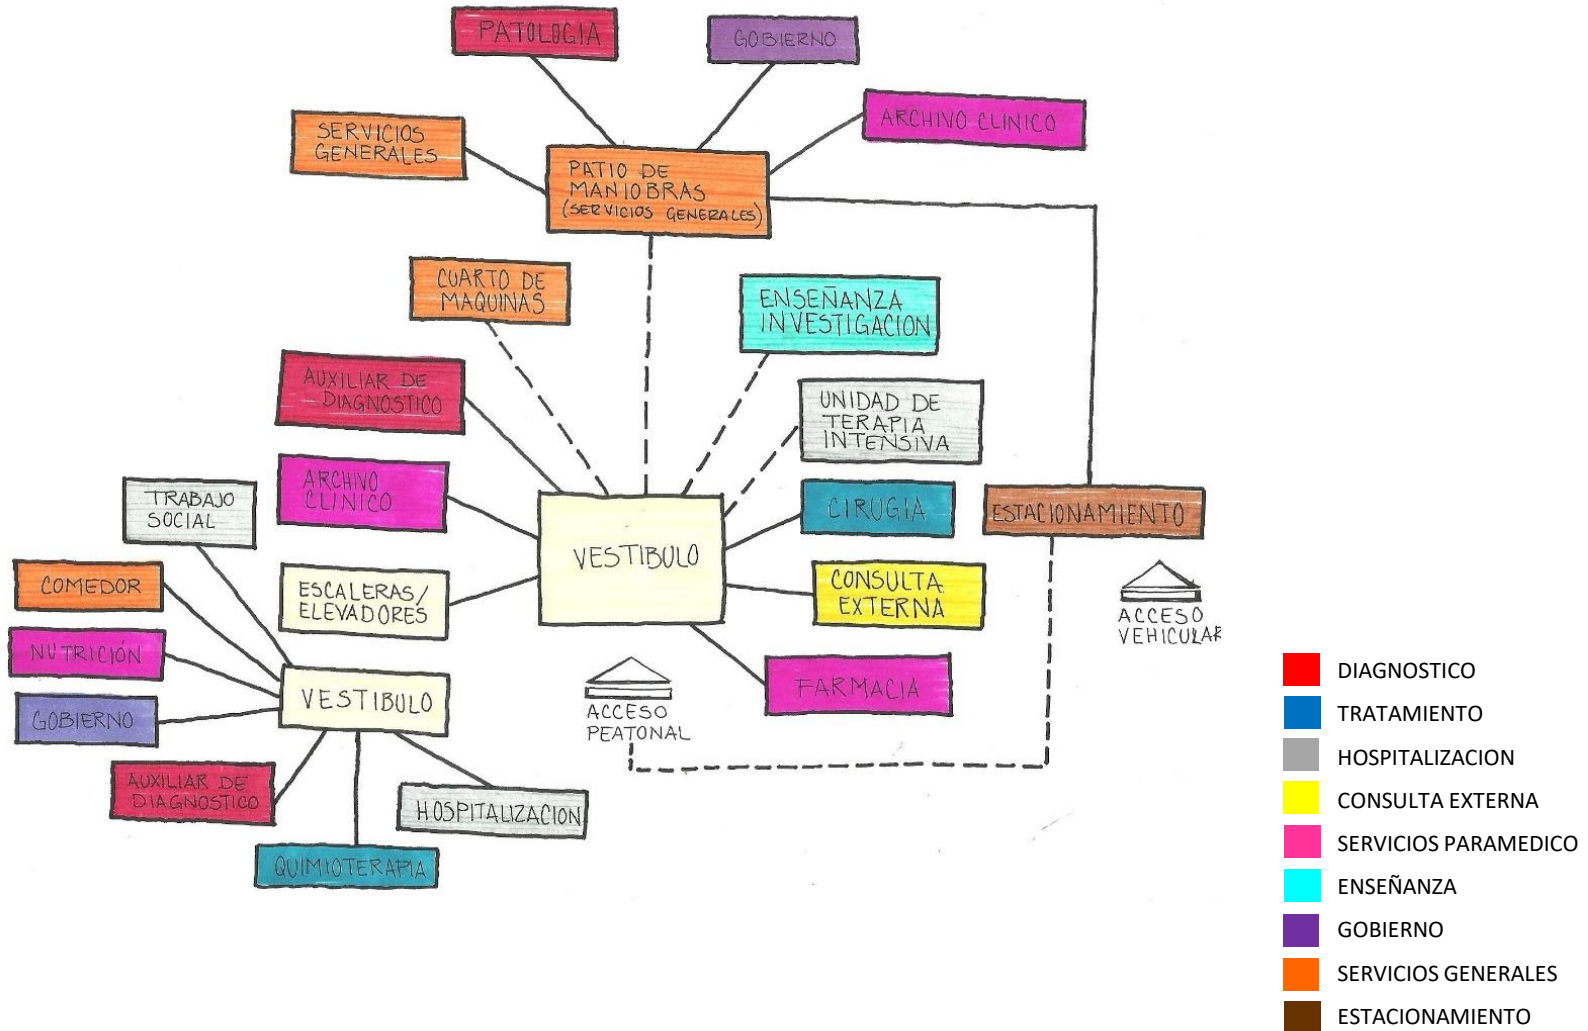 PATOLOGIA
GOBIERNO
ARCHIVO CLINICO
SERVICIOS
GENERALES
PATIO DE
MANIOBRAS
(SERVICIOS GENERALES)
CUARTO DE
MAQUINAS
ENSEÑANZA
INVESTIGACION
AUXILIAR DE
DIAGNOSTICO
UNIDAD DE
TERAPIA
INTENSIVA
ARCHIVO
CLINICO
TRABAJO
SOCIAL
CIRUGIA
ESTACIONAMIENTO
VESTIBULO
COMEDOR
ESCALERAS/
ELEVADORES
CONSULTA
EXTERNA
ACCESO
VEHICULAR
NUTRICIÓN
VESTIBULO
FARMACIA
GOBIERNO
ACCESO
PEATONAL
AUXILIAR DE
DIAGNOSTICO
HOSPITALIZACION
QUIMIOTERAPIA
DIAGNOSTICO
TRATAMIENTO
HOSPITALIZACION
CONSULTA EXTERNA
SERVICIOS PARAMEDICO
ENSEÑANZA
GOBIERNO
SERVICIOS GENERALES
ESTACIONAMIENTO